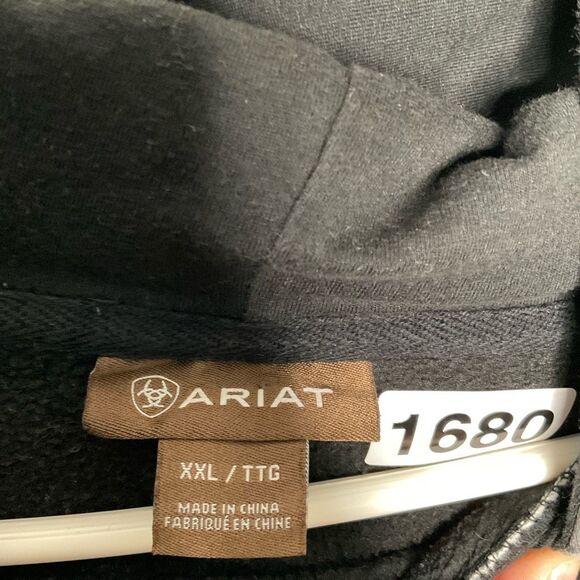 ARIAT
1680
XXL / TTG
MADE IN CHINA
FABRIQUÉ EN CHINE